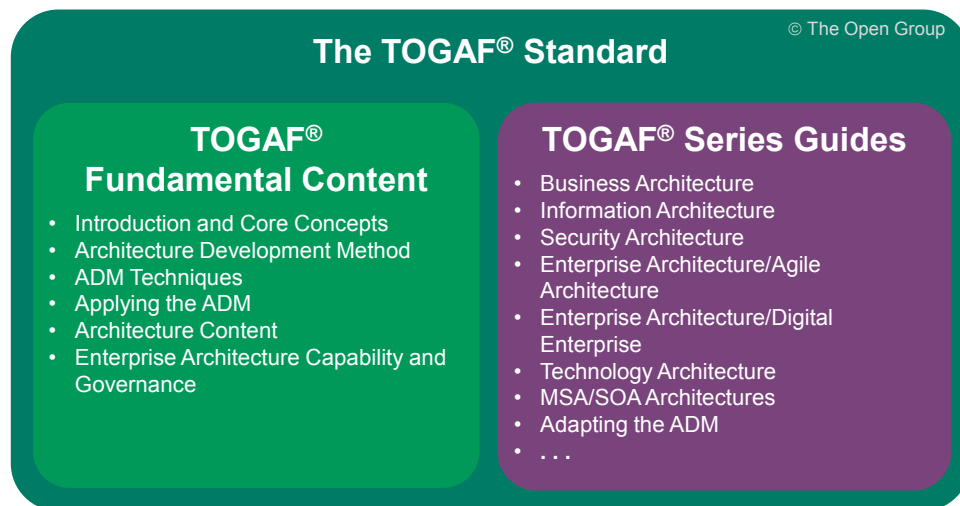 © The Open Group
The TOGAF® Standard
TOGAF®
Fundamental Content
• Introduction and Core Concepts
• Architecture Development Method
• ADM Techniques
• Applying the ADM
• Architecture Content
• Enterprise Architecture Capability and
Governance
TOGAF® Series Guides
• Business Architecture
• Information Architecture
• Security Architecture
• Enterprise Architecture/Agile
Architecture
• Enterprise Architecture/Digital
Enterprise
• Technology Architecture
• MSA/SOA Architectures
• Adapting the ADM
• . . .